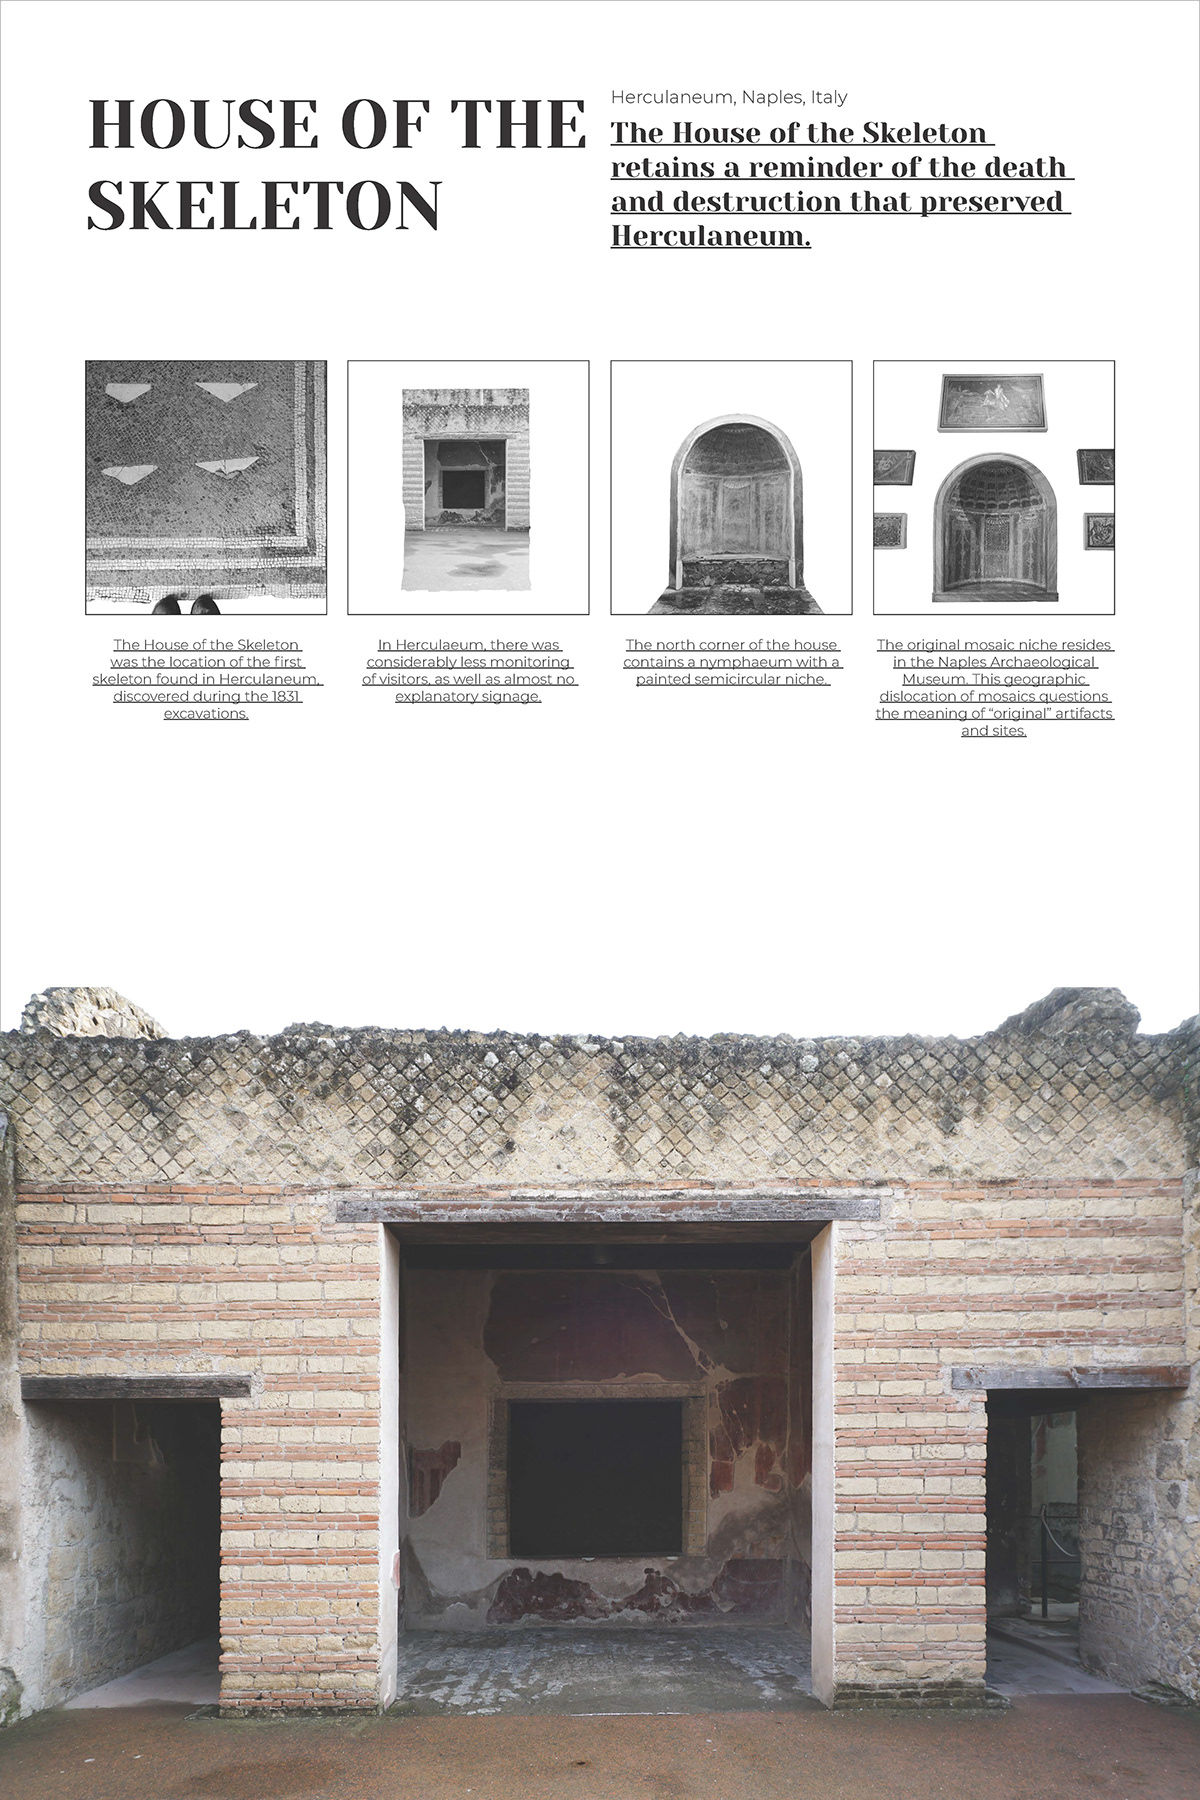 HOUSE OF THE
SKELETON
Herculaneum, Naples, Italy
The House of the Skeleton
retains a reminder of the death
and destruction that preserved
Herculaneum.
The House of the Skeleton
was the location of the first
skeleton found in Herculaneum,
discovered during the 1831
excavations.
In Herculaeum, there was
considerably less monitoring
of visitors, as well as almost no
explanatory signage.
The north corner of the house
contains a nymphaeum with a
painted semicircular niche.
The original mosaic niche resides
in the Naples Archaeological
Museum. This geographic
dislocation of mosaics questions
the meaning of “original” artifacts
and sites.